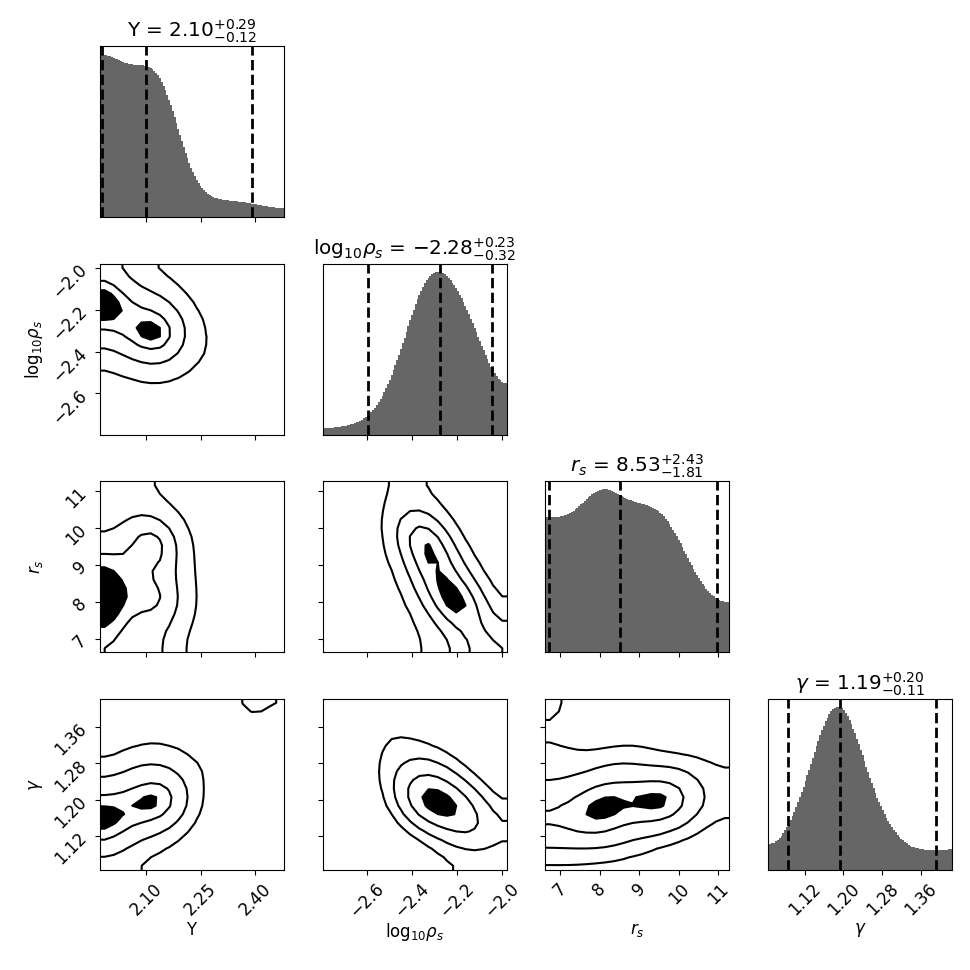 Y = 2.10+0.29−0.12
log10ρs = −2.28+0.23−0.32
−2.0
−2.2
−2.4
−2.6
log10ρs
rs = 8.53+2.43−1.81
11
10
9
8
7
rs
γ = 1.19+0.20−0.11
1.36
1.28
1.20
1.12
γ
2.10 2.25 2.40
Y
−2.6 −2.4 −2.2 −2.0
log10ρs
7 8 9 10 11
rs
1.12 1.20 1.28 1.36
γ